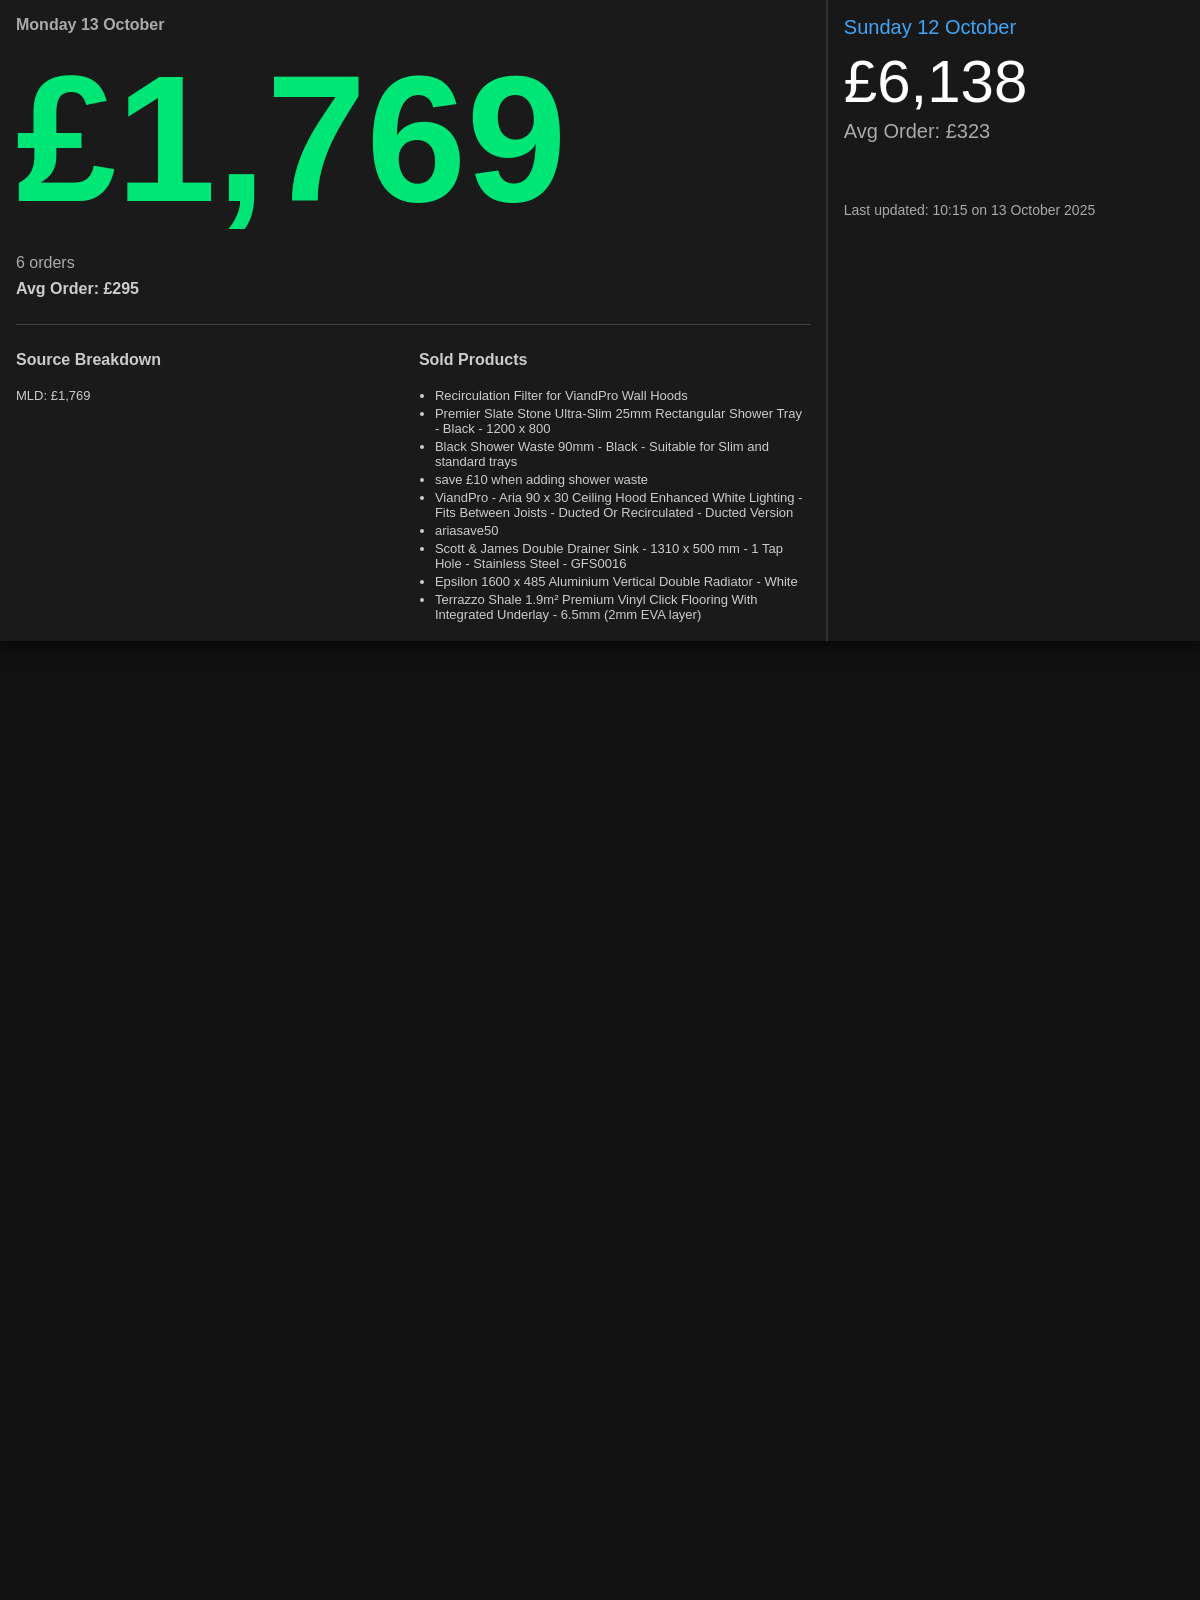 Monday 13 October
£1,769
6 orders
Avg Order: £295
Source Breakdown
MLD: £1,769
Sold Products
• Recirculation Filter for ViandPro Wall Hoods
• Premier Slate Stone Ultra-Slim 25mm Rectangular Shower Tray
- Black - 1200 x 800
• Black Shower Waste 90mm - Black - Suitable for Slim and
standard trays
• save £10 when adding shower waste
• ViandPro - Aria 90 x 30 Ceiling Hood Enhanced White Lighting -
Fits Between Joists - Ducted Or Recirculated - Ducted Version
• ariasave50
• Scott & James Double Drainer Sink - 1310 x 500 mm - 1 Tap
Hole - Stainless Steel - GFS0016
• Epsilon 1600 x 485 Aluminium Vertical Double Radiator - White
• Terrazzo Shale 1.9m² Premium Vinyl Click Flooring With
Integrated Underlay - 6.5mm (2mm EVA layer)
Sunday 12 October
£6,138
Avg Order: £323
Last updated: 10:15 on 13 October 2025